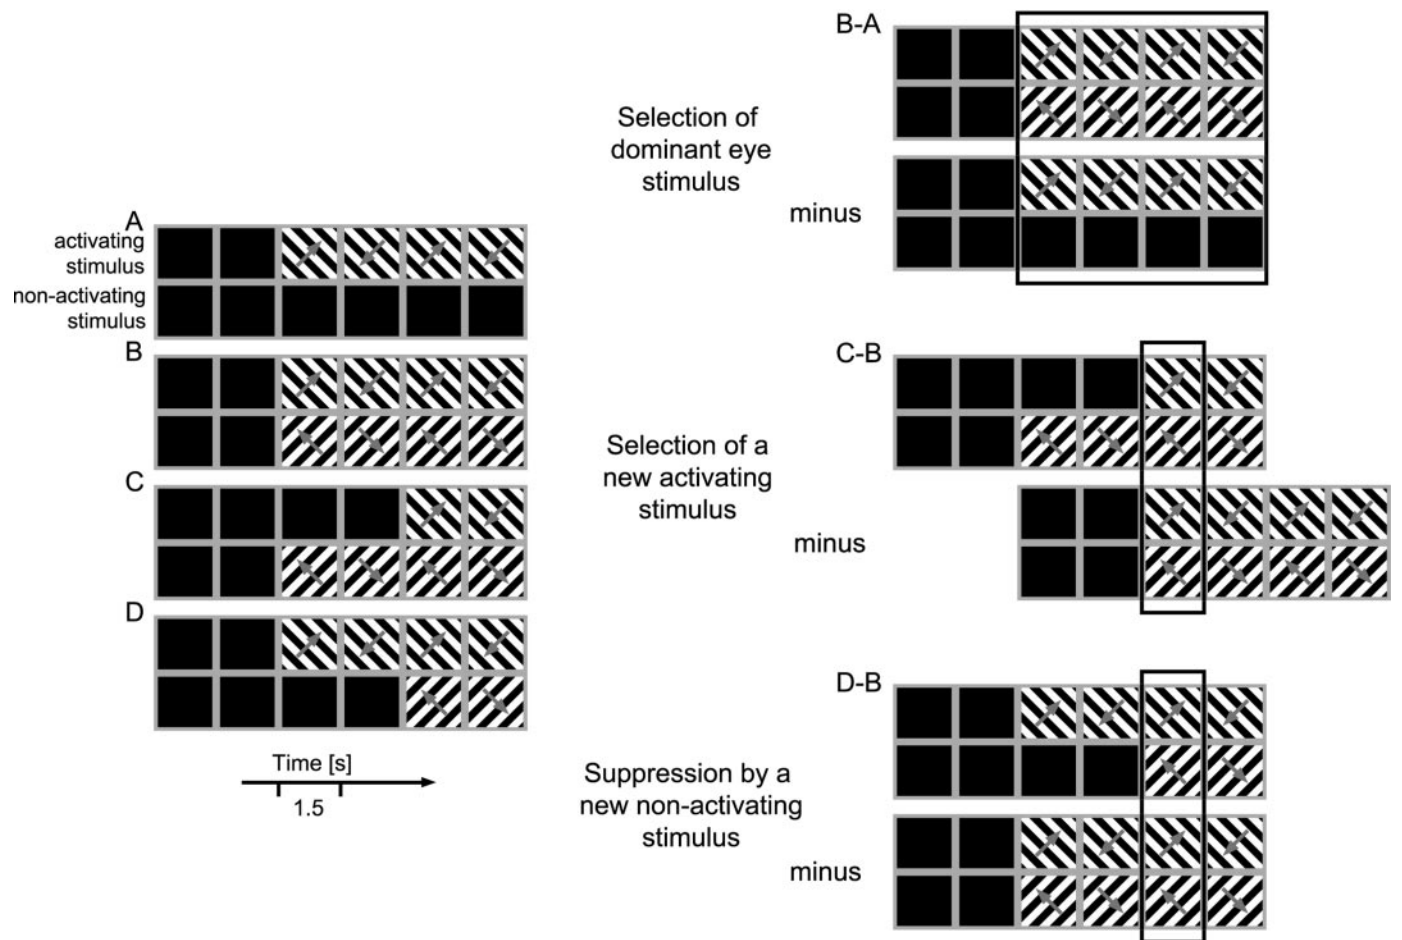 A
activating
stimulus
non-activating
stimulus
B
C
D
Time [s]
1.5
B-A
Selection of
dominant eye
stimulus
minus
C-B
Selection of a
new activating
stimulus
minus
D-B
Suppression by a
new non-activating
stimulus
minus